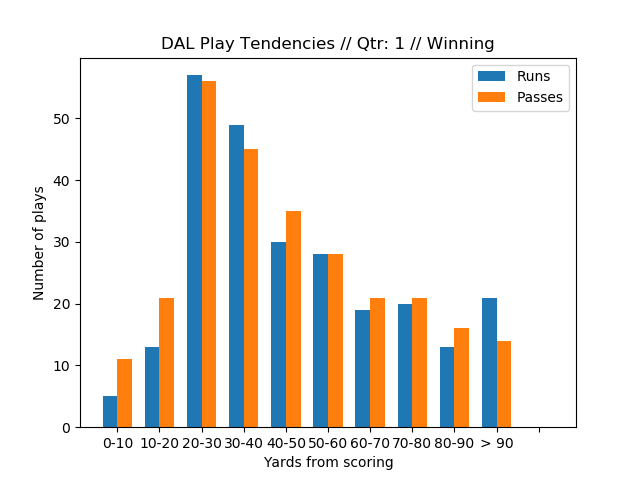 DAL Play Tendencies // Qtr: 1 // Winning
Runs
Passes
Number of plays
50
40
30
20
10
0
0-10 10-20 20-30 30-40 40-50 50-60 60-70 70-80 80-90 > 90
Yards from scoring